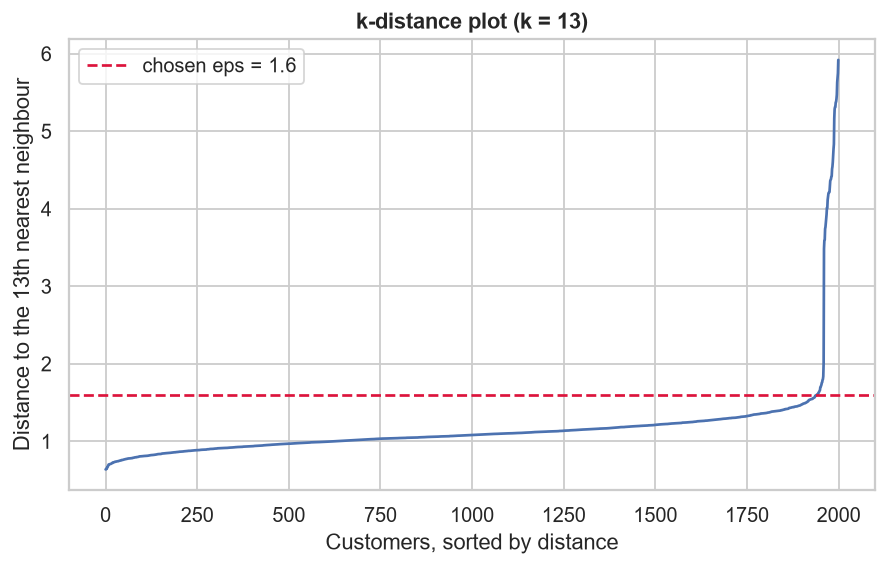 k-distance plot (k = 13)
chosen eps = 1.6
Distance to the 13th nearest neighbour
6
5
4
3
2
1
0 250 500 750 1000 1250 1500 1750 2000
Customers, sorted by distance